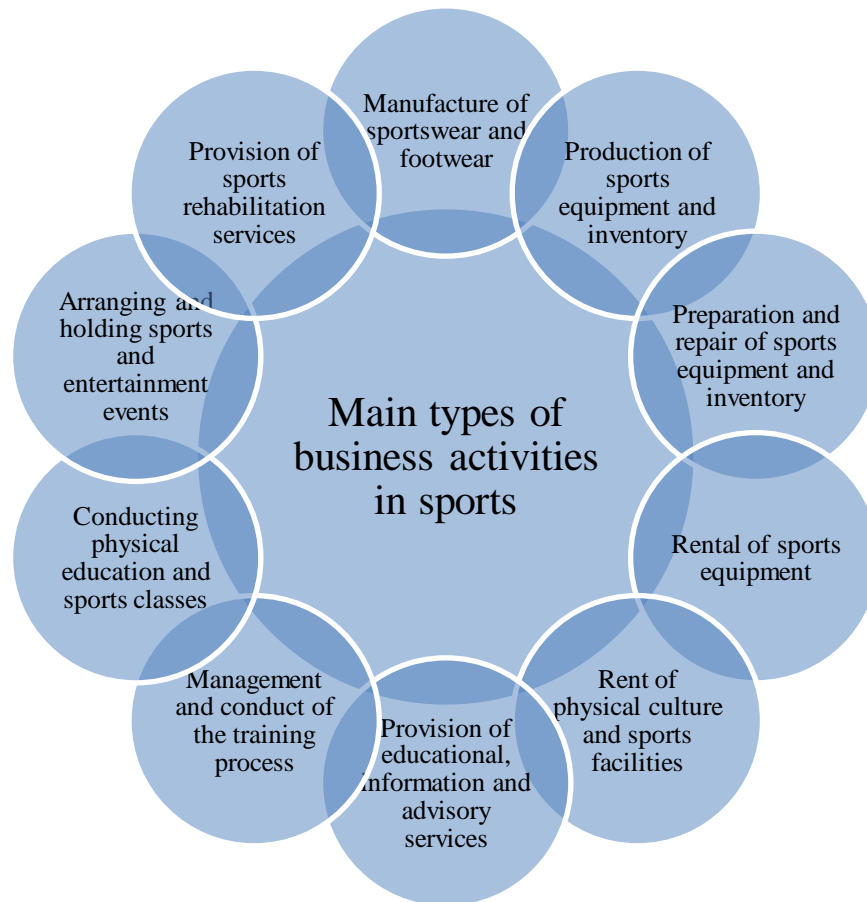 Main types of
business activities
in sports
Manufacture of
sportswear and
footwear
Production of
sports
equipment and
inventory
Preparation and
repair of sports
equipment and
inventory
Rental of sports
equipment
Rent of
physical culture
and sports
facilities
Provision of
educational,
information and
advisory
services
Management
and conduct of
the training
process
Conducting
physical
education and
sports classes
Arranging and
holding sports
and
entertainment
events
Provision of
sports
rehabilitation
services